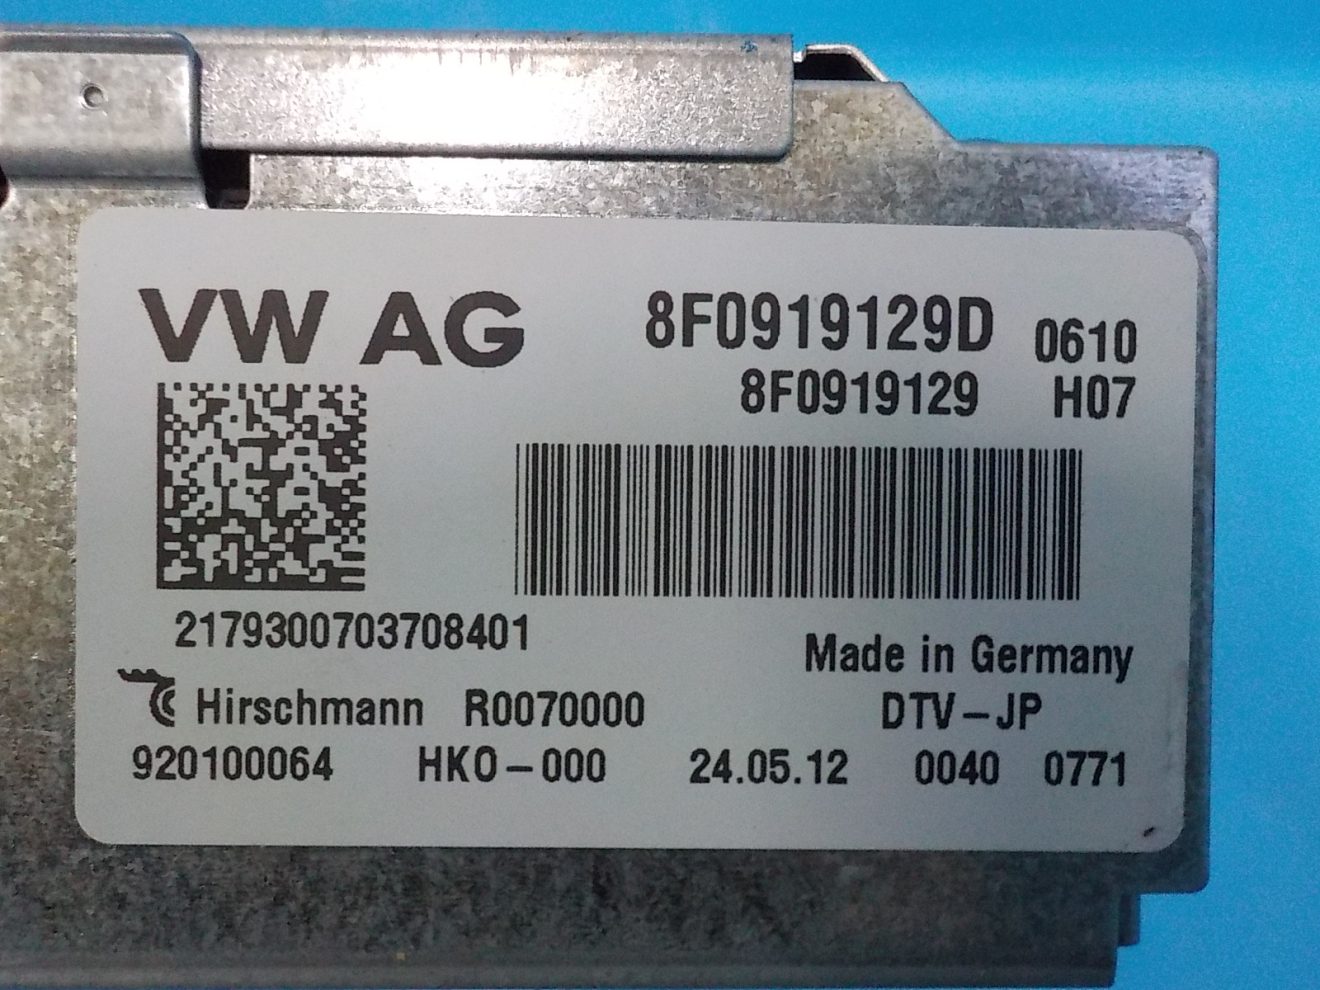 VW AG 8F0919129D 0610
8F0919129 H07
2179300703708401
Made in Germany
Hirschmann R0070000 DTV-JP
920100064 HKO-000 24.05.12 0040 0771